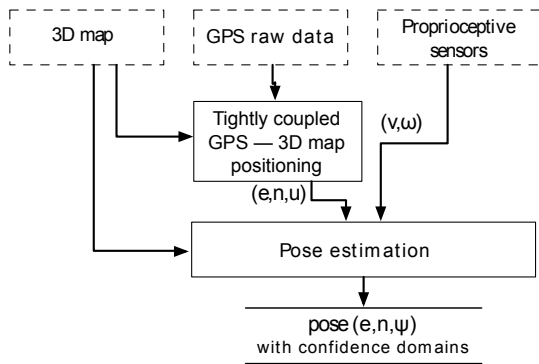 3D map
GPS raw data
Proprioceptive
sensors
Tightly coupled
GPS — 3D map
positioning
(v,ω)
(e,n,u)
Pose estimation
pose (e,n,ψ)
with confidence domains